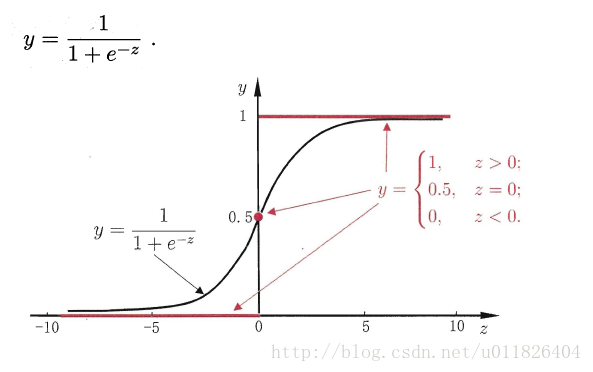 y = 1 / (1 + e^{-z}) .
y
1
y = { 1, z > 0;
0.5, z = 0;
0, z < 0.
0.5
y = 1 / (1 + e^{-z})
-10 -5 0 5 10 z
http://blog.csdn.net/u011826404